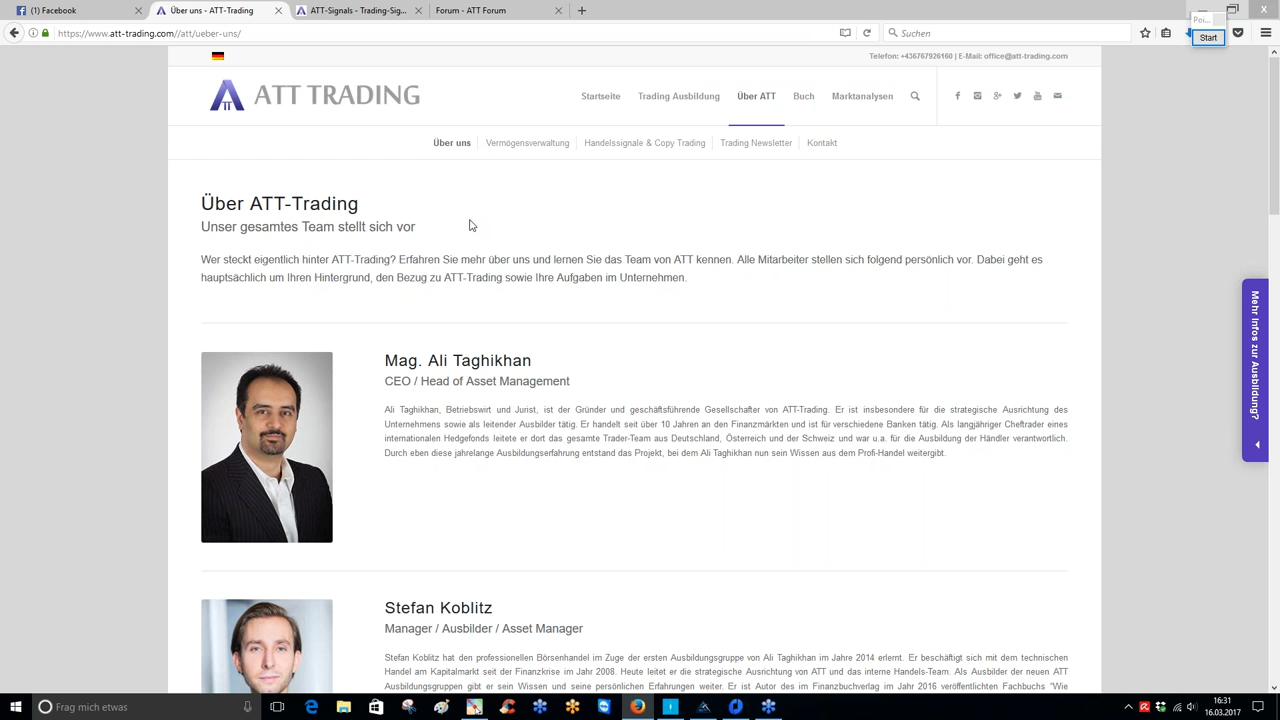 Facebook
Über uns - ATT-Trading
ATT-Signals - Trading-Sig...
Forum - ATT Forum
Poi...
Start
https://www.att-trading.com//att/ueber-uns/
Suchen
Telefon: +436767926160 | E-Mail: office@att-trading.com
ATT TRADING
Startseite
Trading Ausbildung
Über ATT
Buch
Marktanalysen
Über uns
Vermögensverwaltung
Handelssignale & Copy Trading
Trading Newsletter
Kontakt
Über ATT-Trading
Unser gesamtes Team stellt sich vor
Wer steckt eigentlich hinter ATT-Trading? Erfahren Sie mehr über uns und lernen Sie das Team von ATT kennen. Alle Mitarbeiter stellen sich folgend persönlich vor. Dabei geht es
hauptsächlich um Ihren Hintergrund, den Bezug zu ATT-Trading sowie Ihre Aufgaben im Unternehmen.
Mehr Infos zur Ausbildung?
Mag. Ali Taghikhan
CEO / Head of Asset Management
Ali Taghikhan, Betriebswirt und Jurist, ist der Gründer und geschäftsführende Gesellschafter von ATT-Trading. Er ist insbesondere für die strategische Ausrichtung des
Unternehmens sowie als leitender Ausbilder tätig. Er handelt seit über 10 Jahren an den Finanzmärkten und ist für verschiedene Banken tätig. Als langjähriger Cheftrader eines
internationalen Hedgefonds leitete er dort das gesamte Trader-Team aus Deutschland, Österreich und der Schweiz und war u.a. für die Ausbildung der Händler verantwortlich.
Durch eben diese jahrelange Ausbildungserfahrung entstand das Projekt, bei dem Ali Taghikhan nun sein Wissen aus dem Profi-Handel weitergibt.
Stefan Koblitz
Manager / Ausbilder / Asset Manager
Stefan Koblitz hat den professionellen Börsenhandel im Zuge der ersten Ausbildungsgruppe von Ali Taghikhan im Jahre 2014 erlernt. Er beschäftigt sich mit dem technischen
Handel am Kapitalmarkt seit der Finanzkrise im Jahr 2008. Heute leitet er die strategische Ausrichtung von ATT und das interne Handels-Team. Als Ausbilder der neuen ATT
Ausbildungsgruppen gibt er sein Wissen und seine persönlichen Erfahrungen weiter. Er ist Autor des im Finanzbuchverlag im Jahr 2016 veröffentlichten Fachbuchs "Wie
Frag mich etwas
16:31
16.03.2017